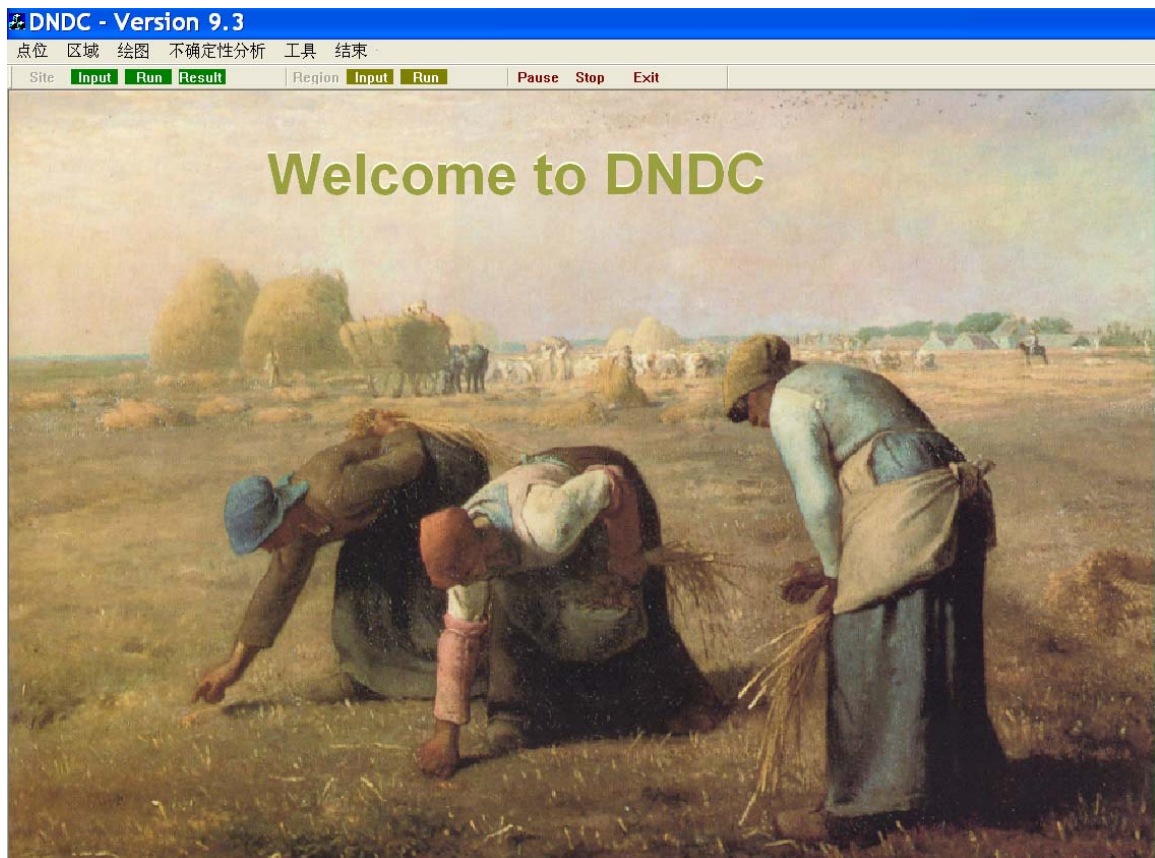 DNDC - Version 9.3
点位 区域 绘图 不确定性分析 工具 结束
Site Input Run Result Region Input Run Pause Stop Exit
Welcome to DNDC